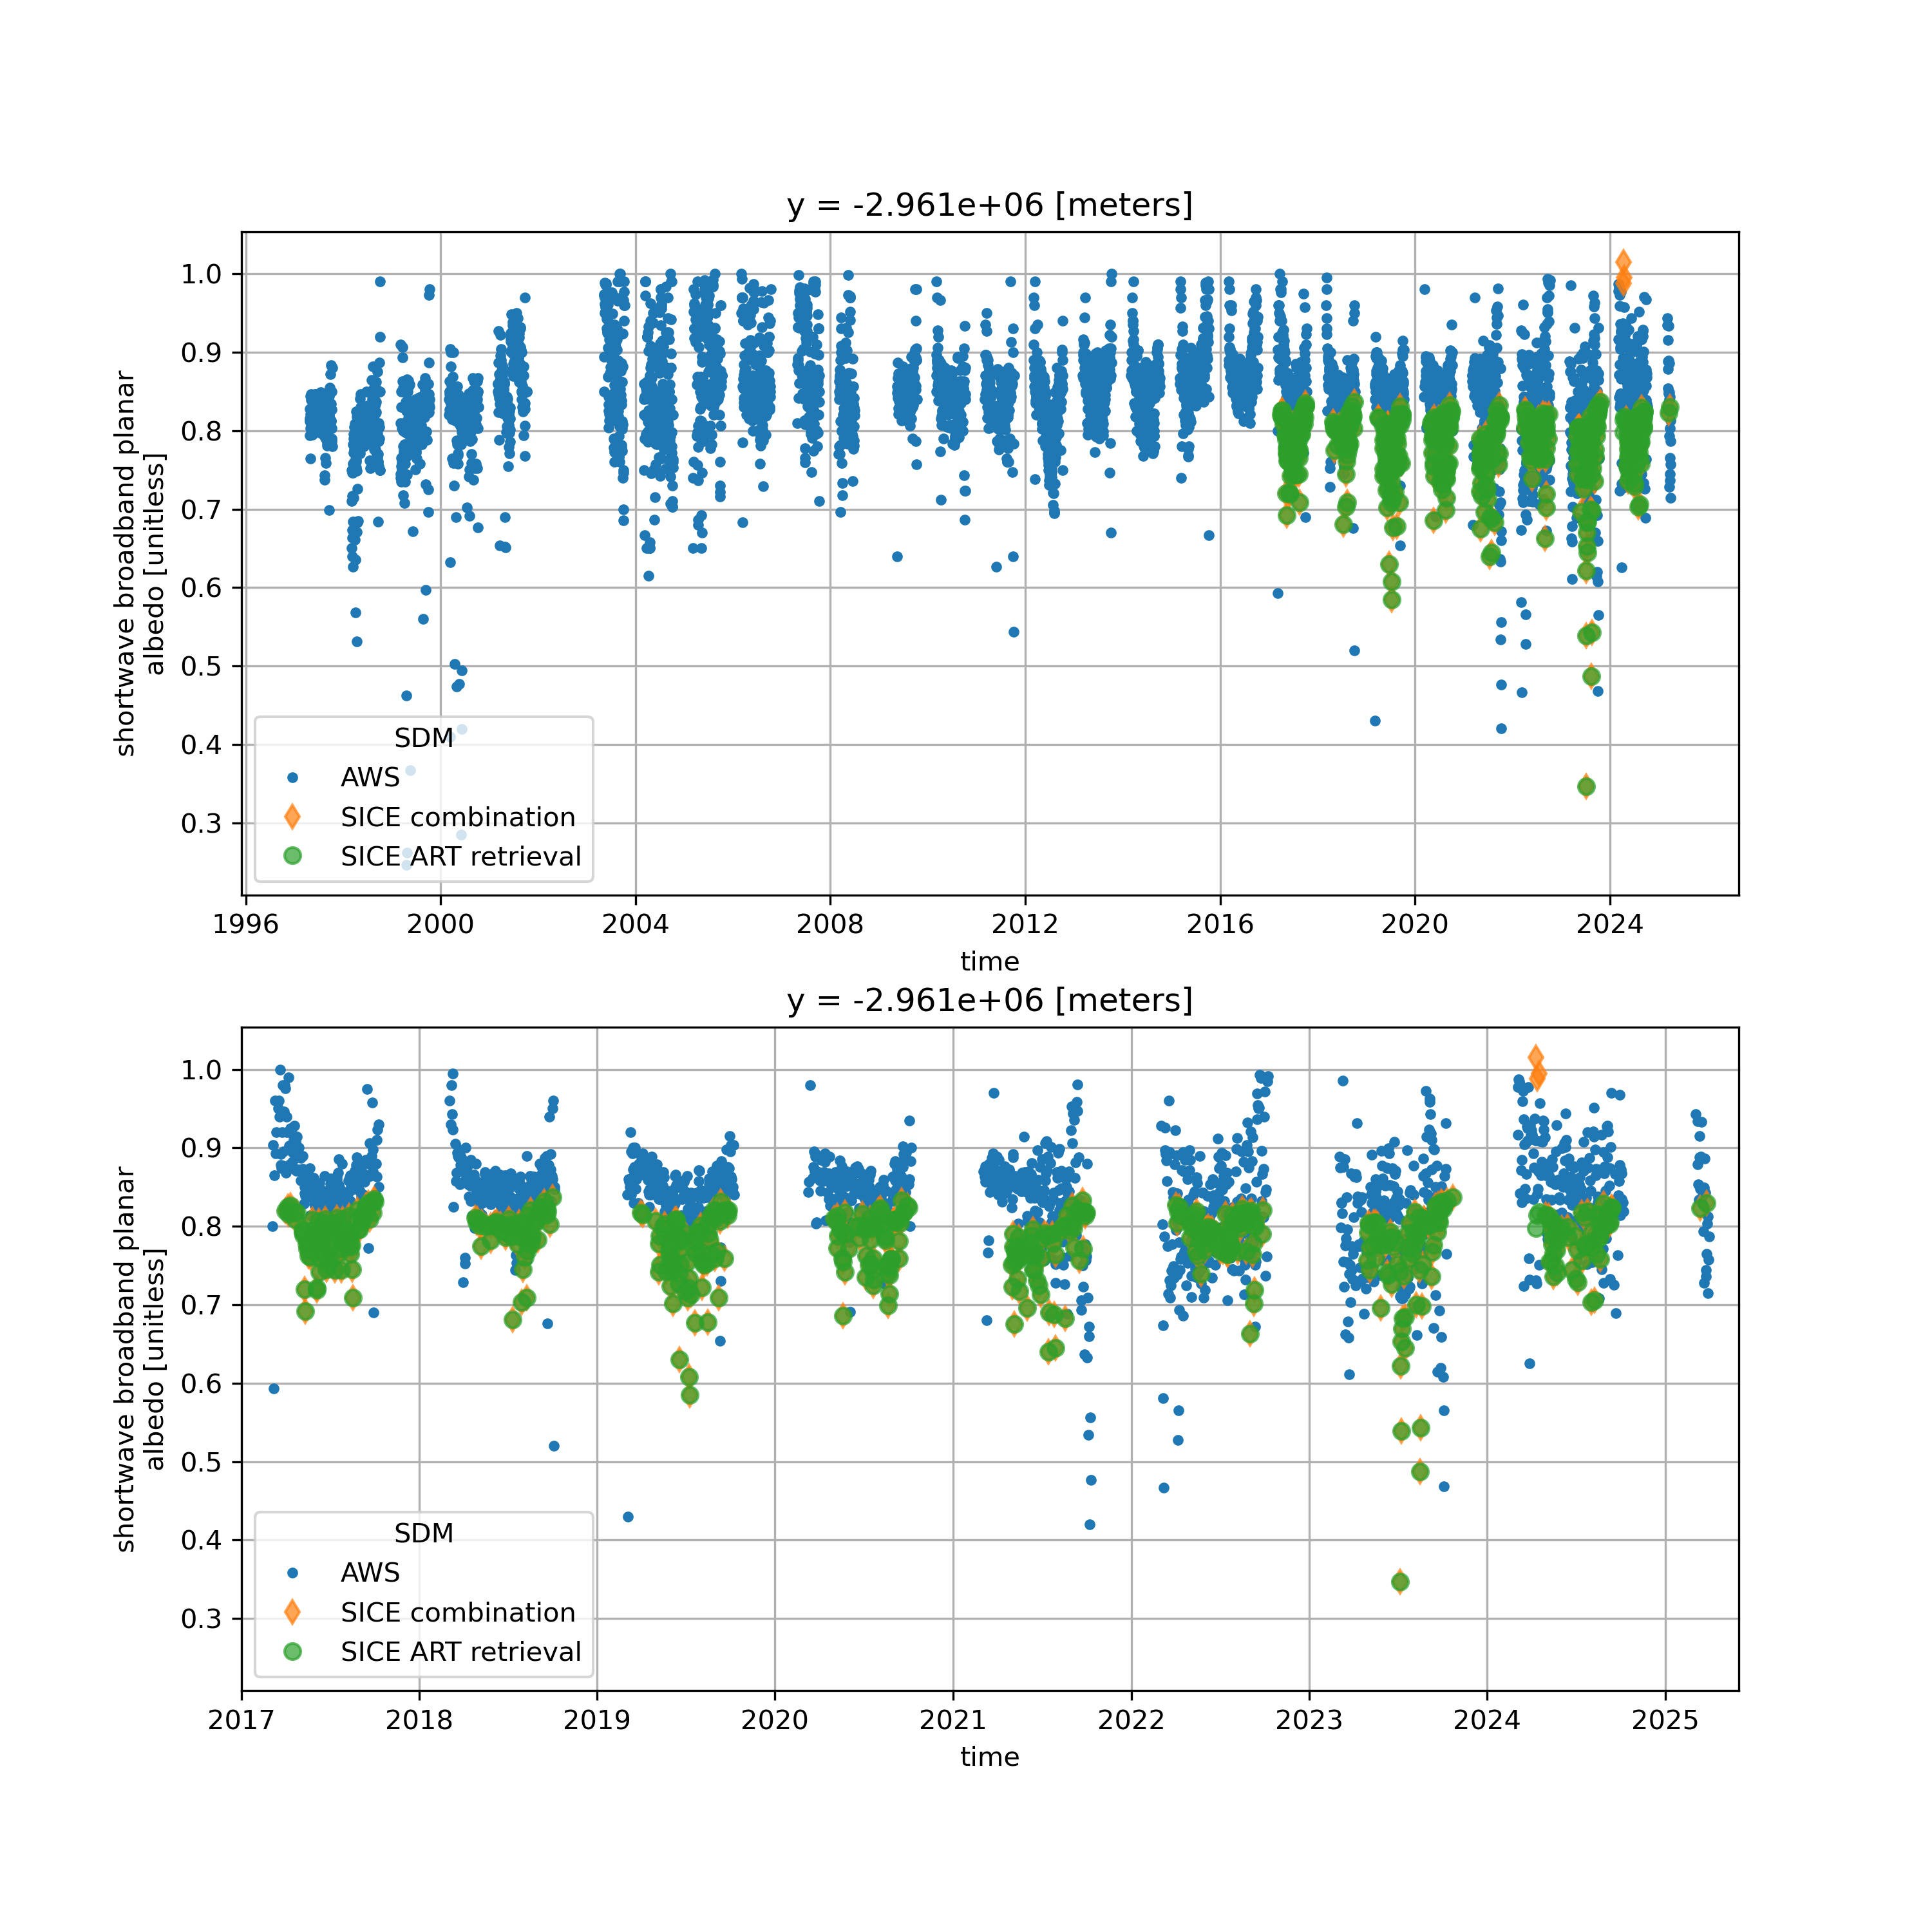 y = -2.961e+06 [meters]
shortwave broadband planar
albedo [unitless]
1.0
0.9
0.8
0.7
0.6
0.5
0.4
0.3
SDM
AWS
SICE combination
SICE ART retrieval
1996 2000 2004 2008 2012 2016 2020 2024
time
y = -2.961e+06 [meters]
shortwave broadband planar
albedo [unitless]
1.0
0.9
0.8
0.7
0.6
0.5
0.4
0.3
SDM
AWS
SICE combination
SICE ART retrieval
2017 2018 2019 2020 2021 2022 2023 2024 2025
time